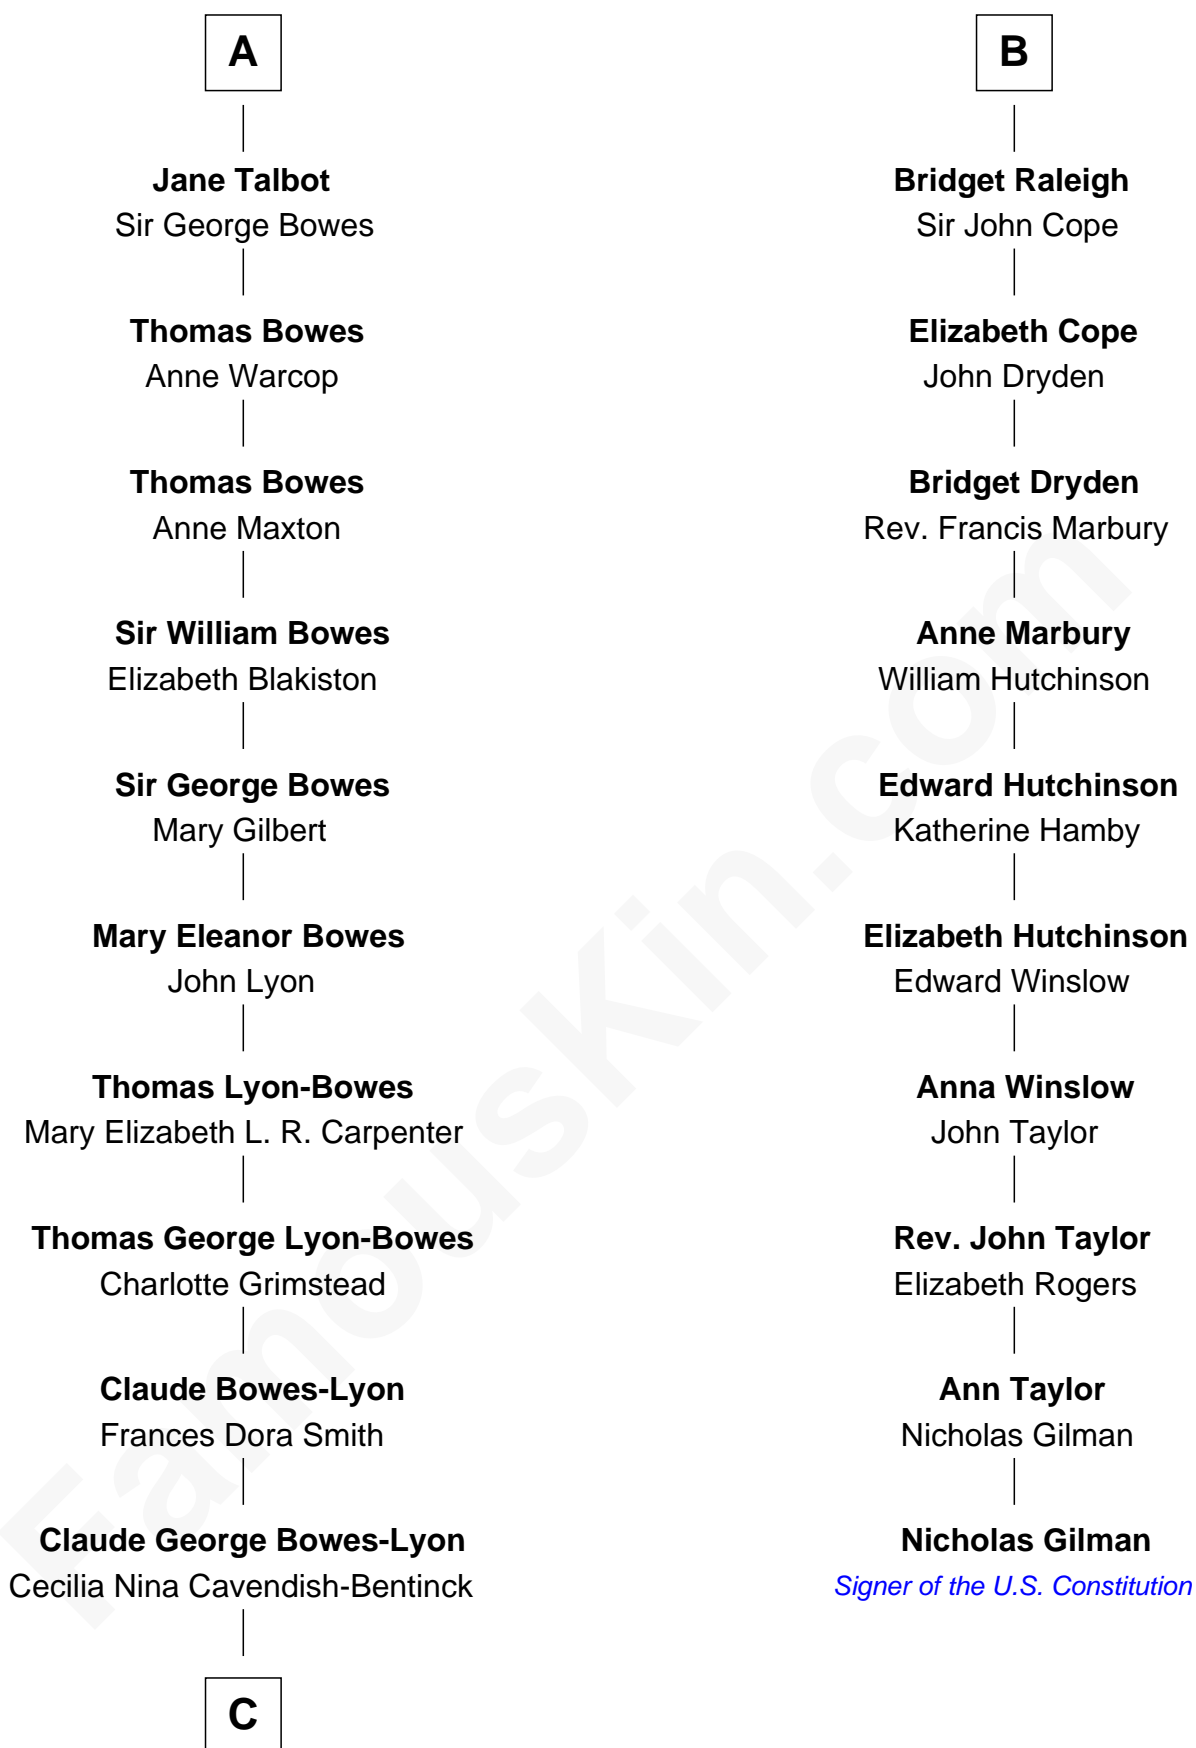 A
Jane Talbot
Sir George Bowes
Thomas Bowes
Anne Warcop
Thomas Bowes
Anne Maxton
Sir William Bowes
Elizabeth Blakiston
Sir George Bowes
Mary Gilbert
Mary Eleanor Bowes
John Lyon
Thomas Lyon-Bowes
Mary Elizabeth L. R. Carpenter
Thomas George Lyon-Bowes
Charlotte Grimstead
Claude Bowes-Lyon
Frances Dora Smith
Claude George Bowes-Lyon
Cecilia Nina Cavendish-Bentinck
C
B
Bridget Raleigh
Sir John Cope
Elizabeth Cope
John Dryden
Bridget Dryden
Rev. Francis Marbury
Anne Marbury
William Hutchinson
Edward Hutchinson
Katherine Hamby
Elizabeth Hutchinson
Edward Winslow
Anna Winslow
John Taylor
Rev. John Taylor
Elizabeth Rogers
Ann Taylor
Nicholas Gilman
Nicholas Gilman
Signer of the U.S. Constitution
FamousKin.com